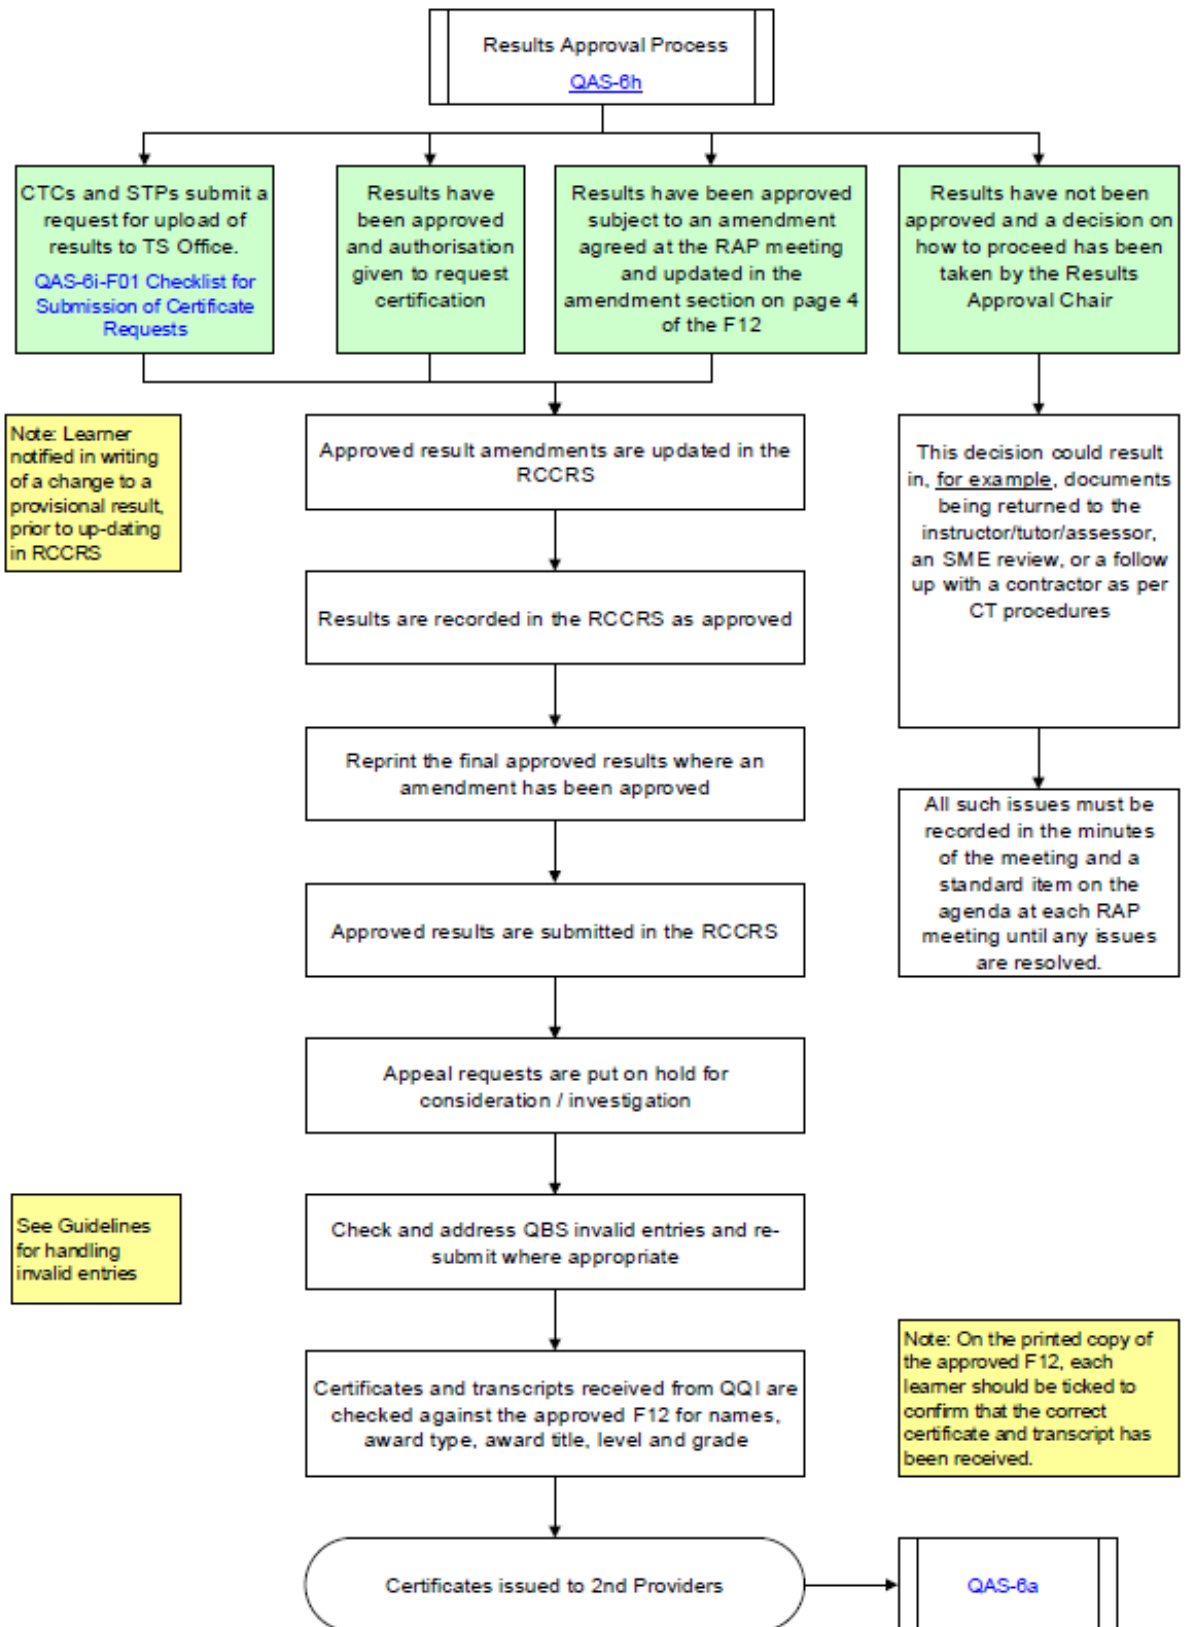 Results Approval Process
QAS-6h
CTCs and STPs submit a
request for upload of
results to TS Office.
QAS-6i-F01 Checklist for
Submission of Certificate
Requests
Results have
been approved
and authorisation
given to request
certification
Results have been approved
subject to an amendment
agreed at the RAP meeting
and updated in the
amendment section on page 4
of the F12
Results have not been
approved and a decision on
how to proceed has been
taken by the Results
Approval Chair
Note: Learner
notified in writing
of a change to a
provisional result,
prior to up-dating
in RCCRS
Approved result amendments are updated in the
RCCRS
This decision could result
in, for example, documents
being returned to the
instructor/tutor/assessor,
an SME review, or a follow
up with a contractor as per
CT procedures
Results are recorded in the RCCRS as approved
Reprint the final approved results where an
amendment has been approved
All such issues must be
recorded in the minutes
of the meeting and a
standard item on the
agenda at each RAP
meeting until any issues
are resolved.
Approved results are submitted in the RCCRS
Appeal requests are put on hold for
consideration / investigation
See Guidelines
for handling
invalid entries
Check and address QBS invalid entries and re-
submit where appropriate
Note: On the printed copy of
the approved F12, each
learner should be ticked to
confirm that the correct
certificate and transcript has
been received.
Certificates and transcripts received from QQI are
checked against the approved F12 for names,
award type, award title, level and grade
Certificates issued to 2nd Providers
QAS-6a